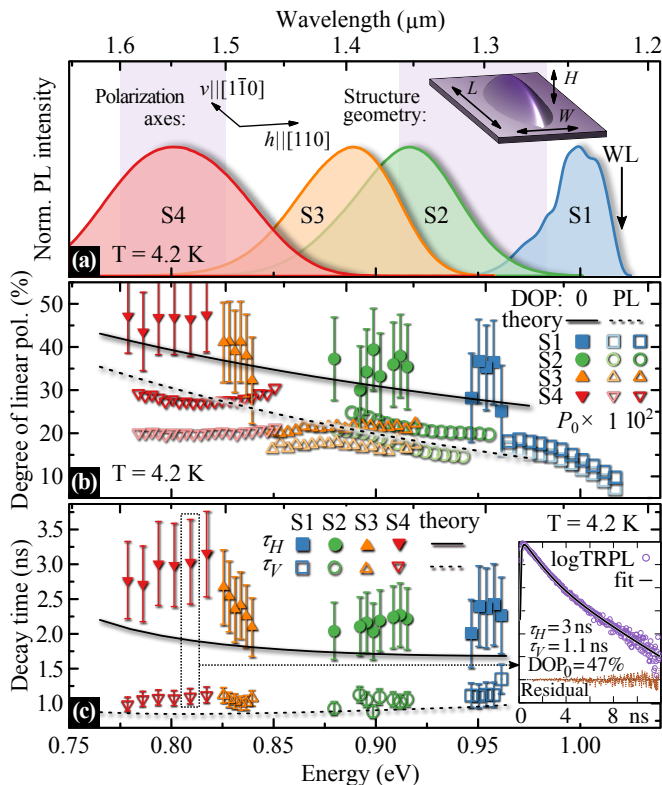 Wavelength (μm)
1.6 1.5 1.4 1.3 1.2
Norm. PL intensity
Polarization axes:
v||[11̄0]
h||[110]
Structure geometry:
L
W
H
WL
S4
S3
S2
S1
(a) T = 4.2 K
Degree of linear pol. (%)
50
40
30
20
10
DOP: 0 PL
theory
S1
S2
S3
S4
P₀× 1 10²
(b) T = 4.2 K
Decay time (ns)
3.5
3.0
2.5
2.0
1.5
1.0
S1 S2 S3 S4 theory
τH
τV
T = 4.2 K
logTRPL
fit
τH=3 ns
τV=1.1ns
DOP₀=47%
Residual
0 4 8 ns
(c)
0.75 0.80 0.85 0.90 0.95 1.00
Energy (eV)